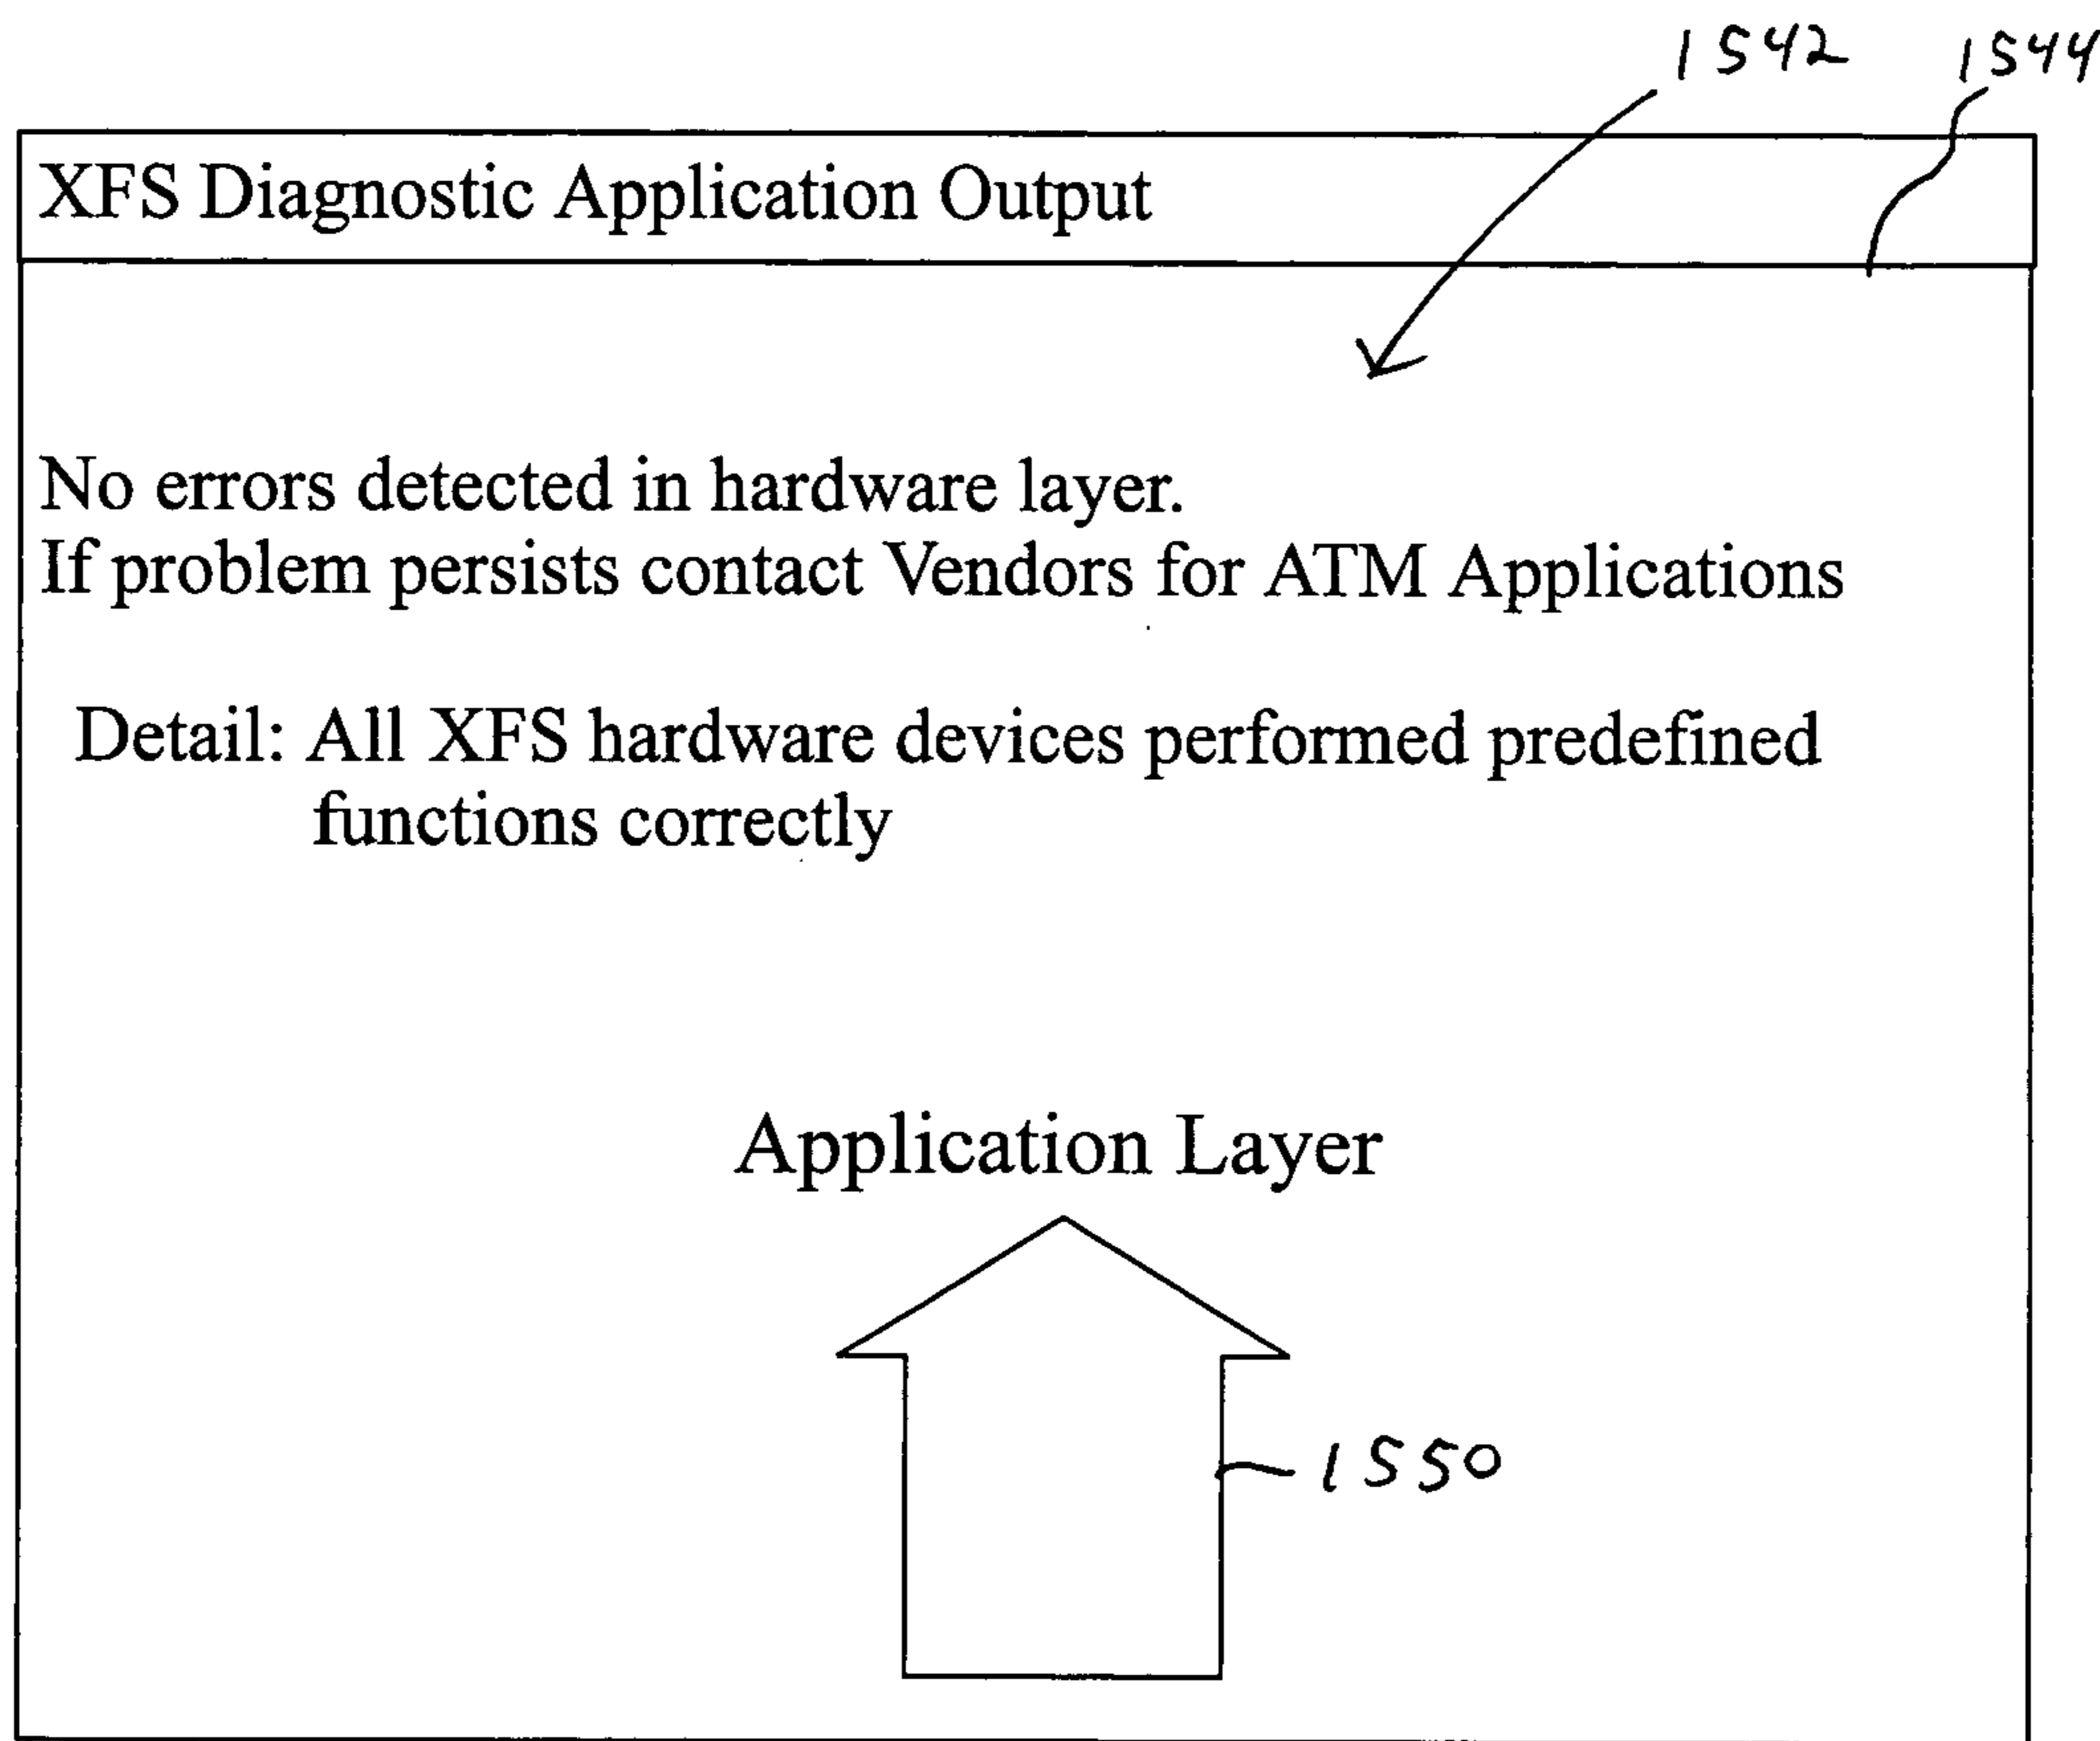 1542 1544
XFS Diagnostic Application Output
No errors detected in hardware layer.
If problem persists contact Vendors for ATM Applications
Detail: All XFS hardware devices performed predefined
functions correctly
Application Layer
1550